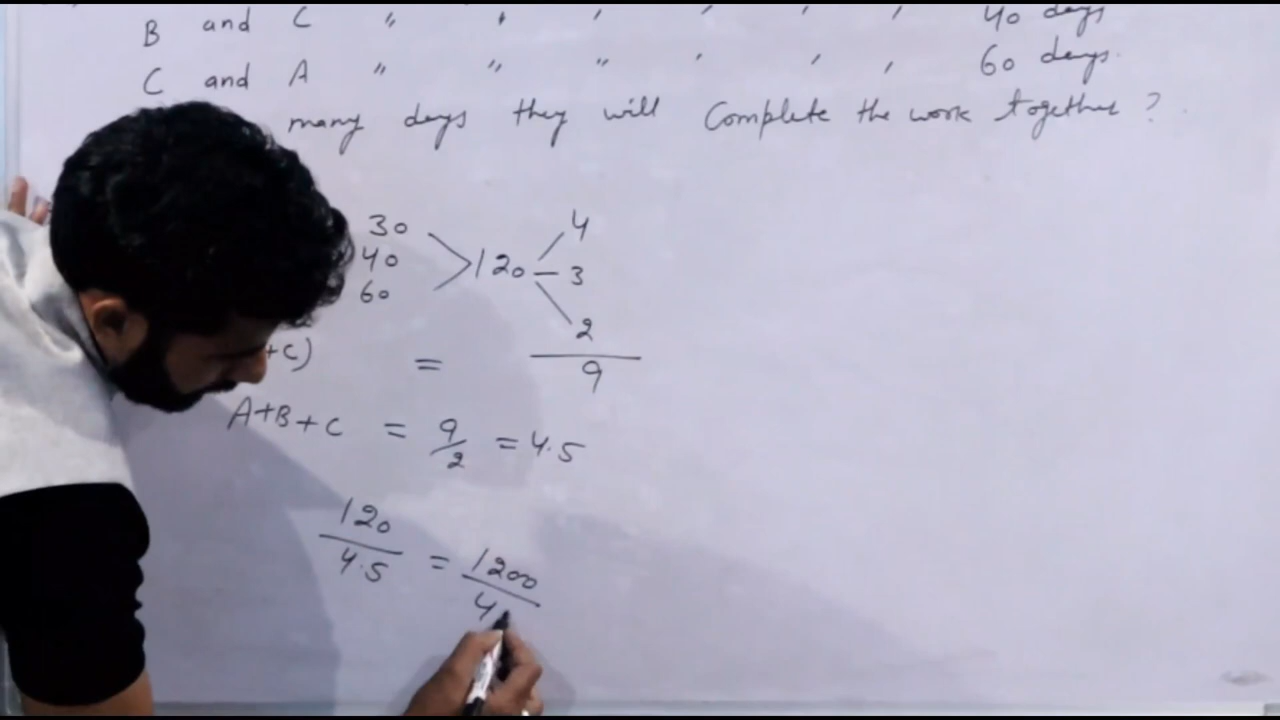 B and C " " " " " " 40 days
C and A " " " " " " 60 days.
many days they will Complete the work together ?
30
40
60
120
4
3
2
+C) = 9
A+B+C = 9/2 = 4.5
120/4.5 = 1200/4